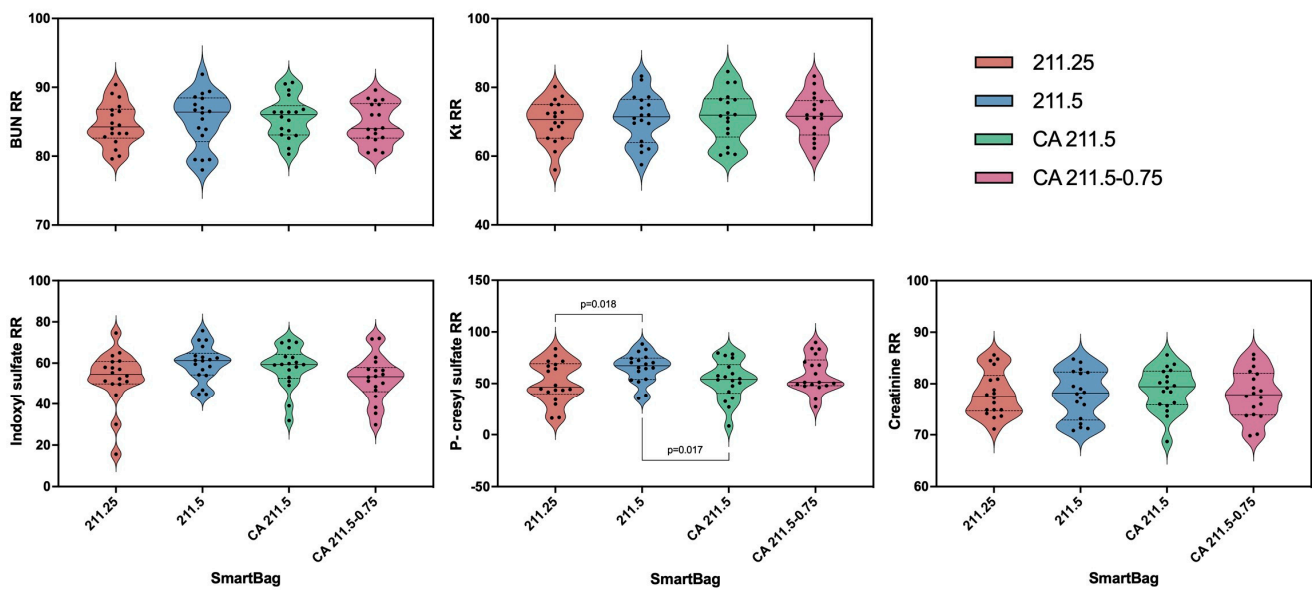 100
90
80
70
BUN RR
100
80
60
40
Kt RR
211.25
211.5
CA 211.5
CA 211.5-0.75
100
80
60
40
20
0
Indoxyl sulfate RR
211.25
211.5
CA 211.5
CA 211.5-0.75
SmartBag
150
100
50
0
-50
P- cresyl sulfate RR
p=0.018
p=0.017
211.25
211.5
CA 211.5
CA 211.5-0.75
SmartBag
100
90
80
70
60
Creatinine RR
211.25
211.5
CA 211.5
CA 211.5-0.75
SmartBag